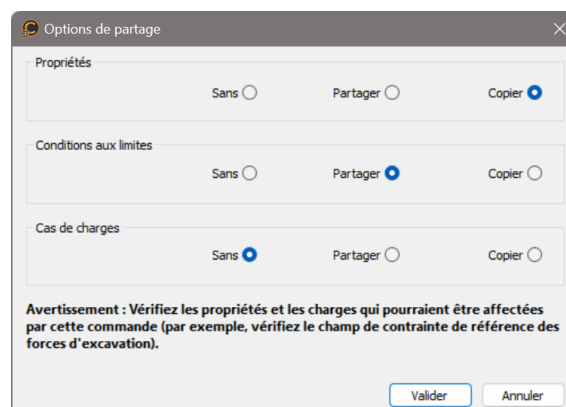 Options de partage
Propriétés
Sans Partager Copier
Conditions aux limites
Sans Partager Copier
Cas de charges
Sans Partager Copier
Avertissement : Vérifiez les propriétés et les charges qui pourraient être affectées
par cette commande (par exemple, vérifiez le champ de contrainte de référence des
forces d'excavation).
Valider Annuler